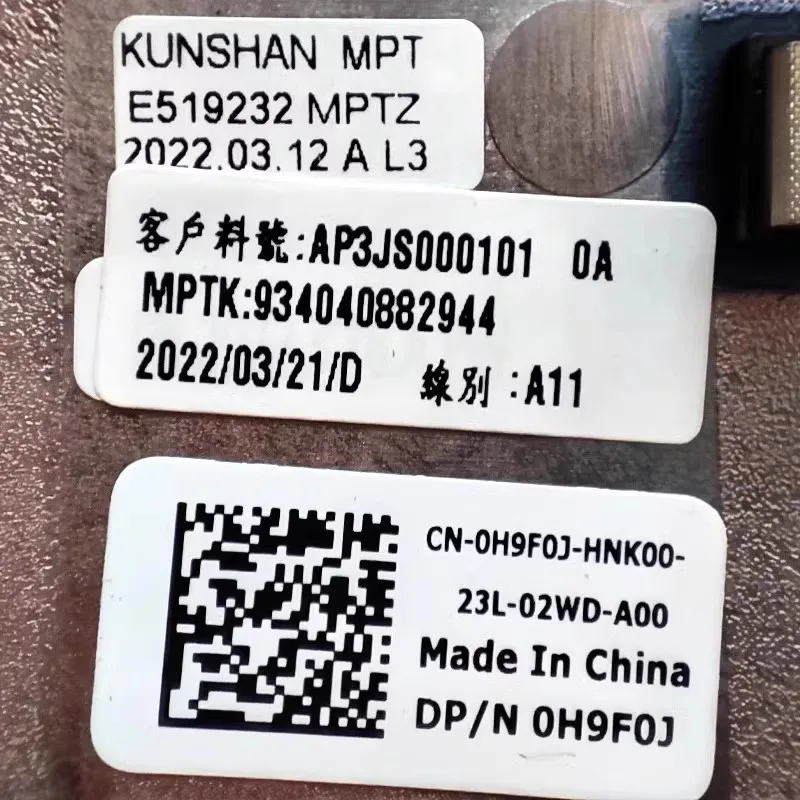 KUNSHAN MPT
E519232 MPTZ
2022.03.12 A L3
客户料號:AP3JS000101 0A
MPTK:934040882944
2022/03/21/D 線別:A11
CN-0H9F0J-HNK00-
23L-02WD-A00
Made In China
DP/N 0H9F0J